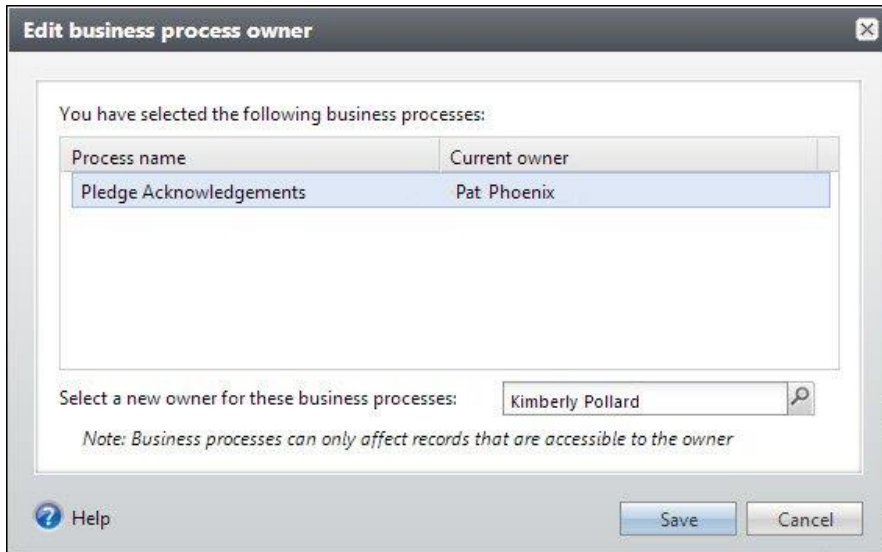 Edit business process owner
You have selected the following business processes:
Process name Current owner
Pledge Acknowledgements Pat Phoenix
Select a new owner for these business processes: Kimberly Pollard
Note: Business processes can only affect records that are accessible to the owner
Help Save Cancel